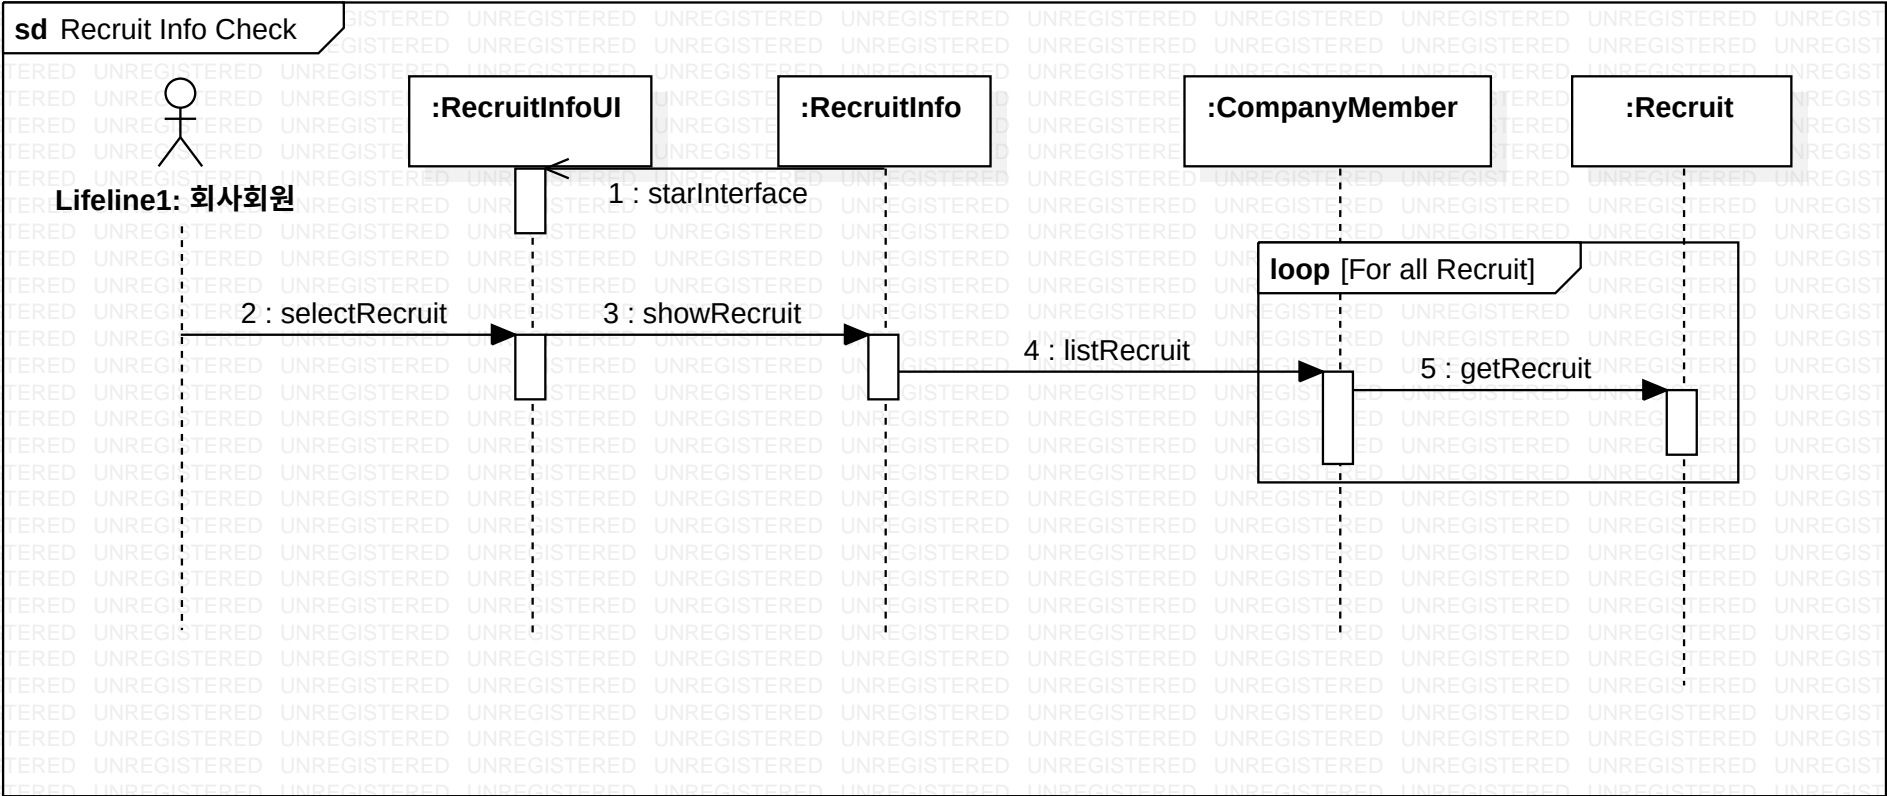 sd Recruit Info Check
:RecruitInfoUI
:RecruitInfo
:CompanyMember
:Recruit
Lifeline1: 회사회원
1 : starInterface
loop [For all Recruit]
2 : selectRecruit
3 : showRecruit
4 : listRecruit
5 : getRecruit
UNREGISTERED